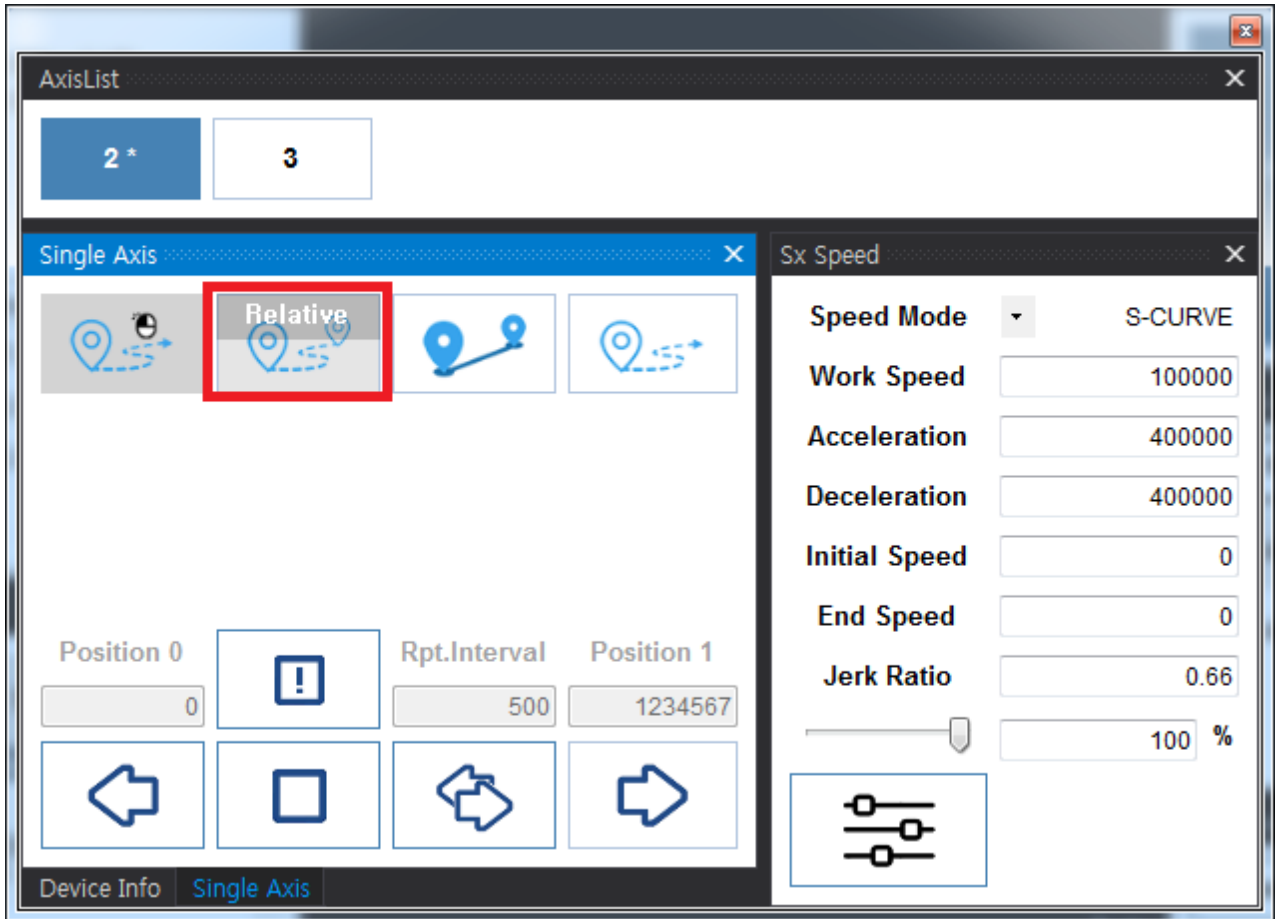 AxisList
2 *
3
Single Axis
Relative
Position 0
Rpt.Interval
Position 1
0
500
1234567
Device Info
Single Axis
Sx Speed
Speed Mode S-CURVE
Work Speed 100000
Acceleration 400000
Deceleration 400000
Initial Speed 0
End Speed 0
Jerk Ratio 0.66
100 %